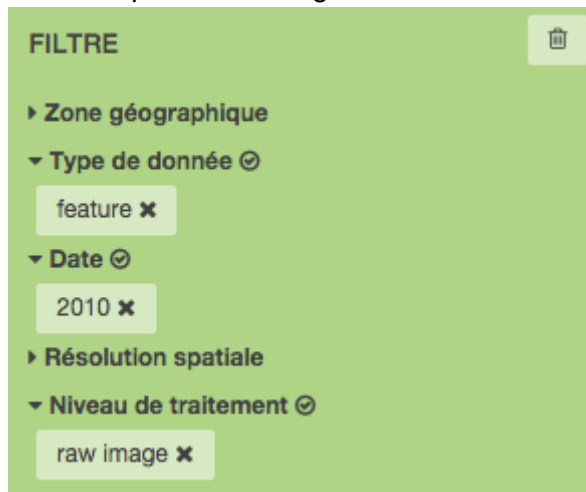 FILTRE
Zone géographique
Type de donnée
feature
Date
2010
Résolution spatiale
Niveau de traitement
raw image